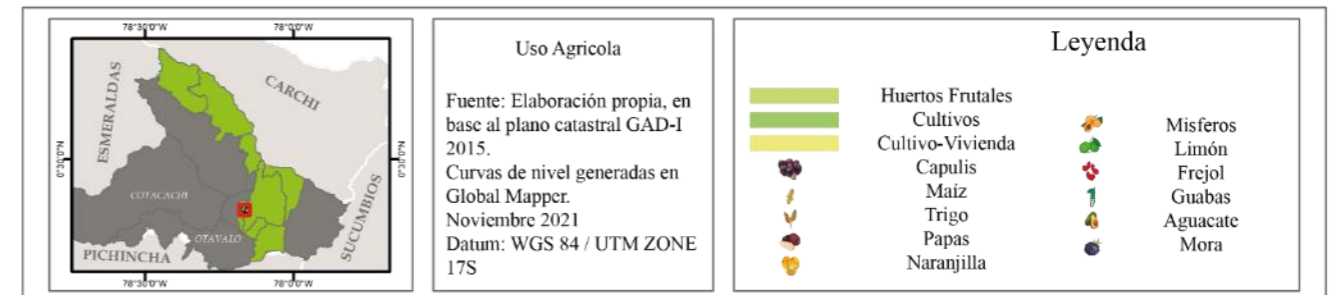 78°30'0"W
78°0'0"W
ESMERALDAS
CARCHI
0°30'0"N
0°30'0"N
COTACACHI
OTAVALO
SUCUMBIOS
PICHINCHA
78°30'0"W
78°0'0"W
Uso Agricola
Fuente: Elaboración propia, en
base al plano catastral GAD-I
2015.
Curvas de nivel generadas en
Global Mapper.
Noviembre 2021
Datum: WGS 84 / UTM ZONE
17S
Leyenda
Huertos Frutales
Cultivos
Cultivo-Vivienda
Capulis
Maíz
Trigo
Papas
Naranjilla
Misferos
Limón
Frejol
Guabas
Aguacate
Mora